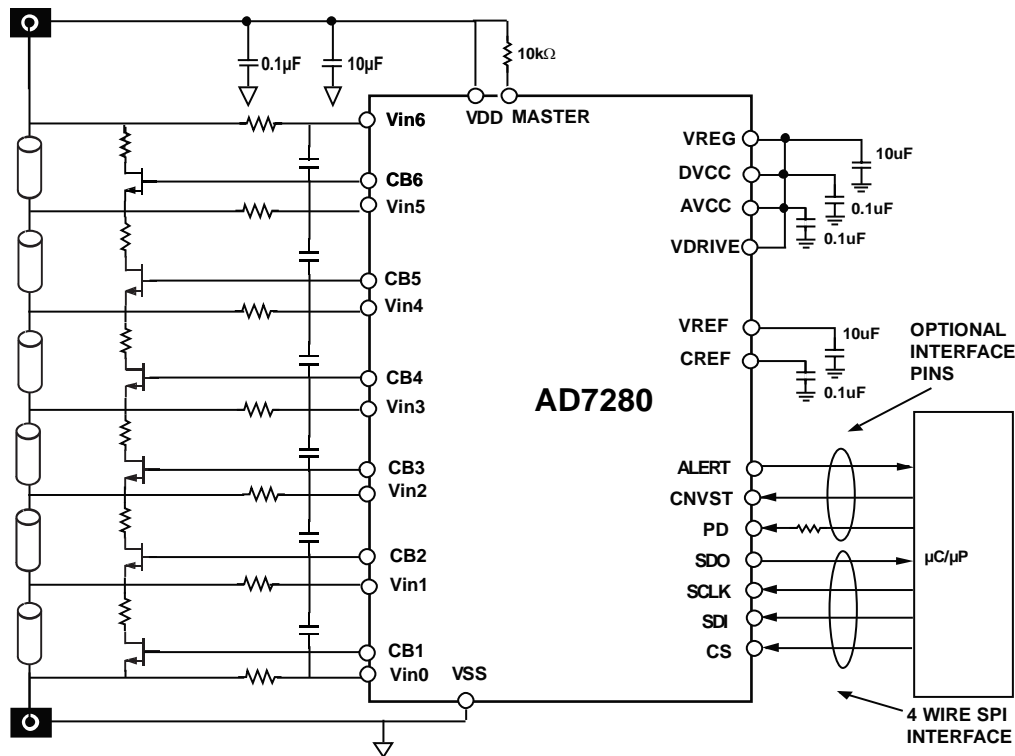 0.1µF
10µF
10kΩ
VDD MASTER
Vin6
CB6
Vin5
CB5
Vin4
CB4
Vin3
CB3
Vin2
CB2
Vin1
CB1
Vin0
VSS
AD7280
VREG
DVCC
AVCC
VDRIVE
10uF
0.1uF
0.1uF
VREF
CREF
10uF
0.1uF
OPTIONAL
INTERFACE
PINS
ALERT
CNVST
PD
SDO
SCLK
SDI
CS
µC/µP
4 WIRE SPI
INTERFACE